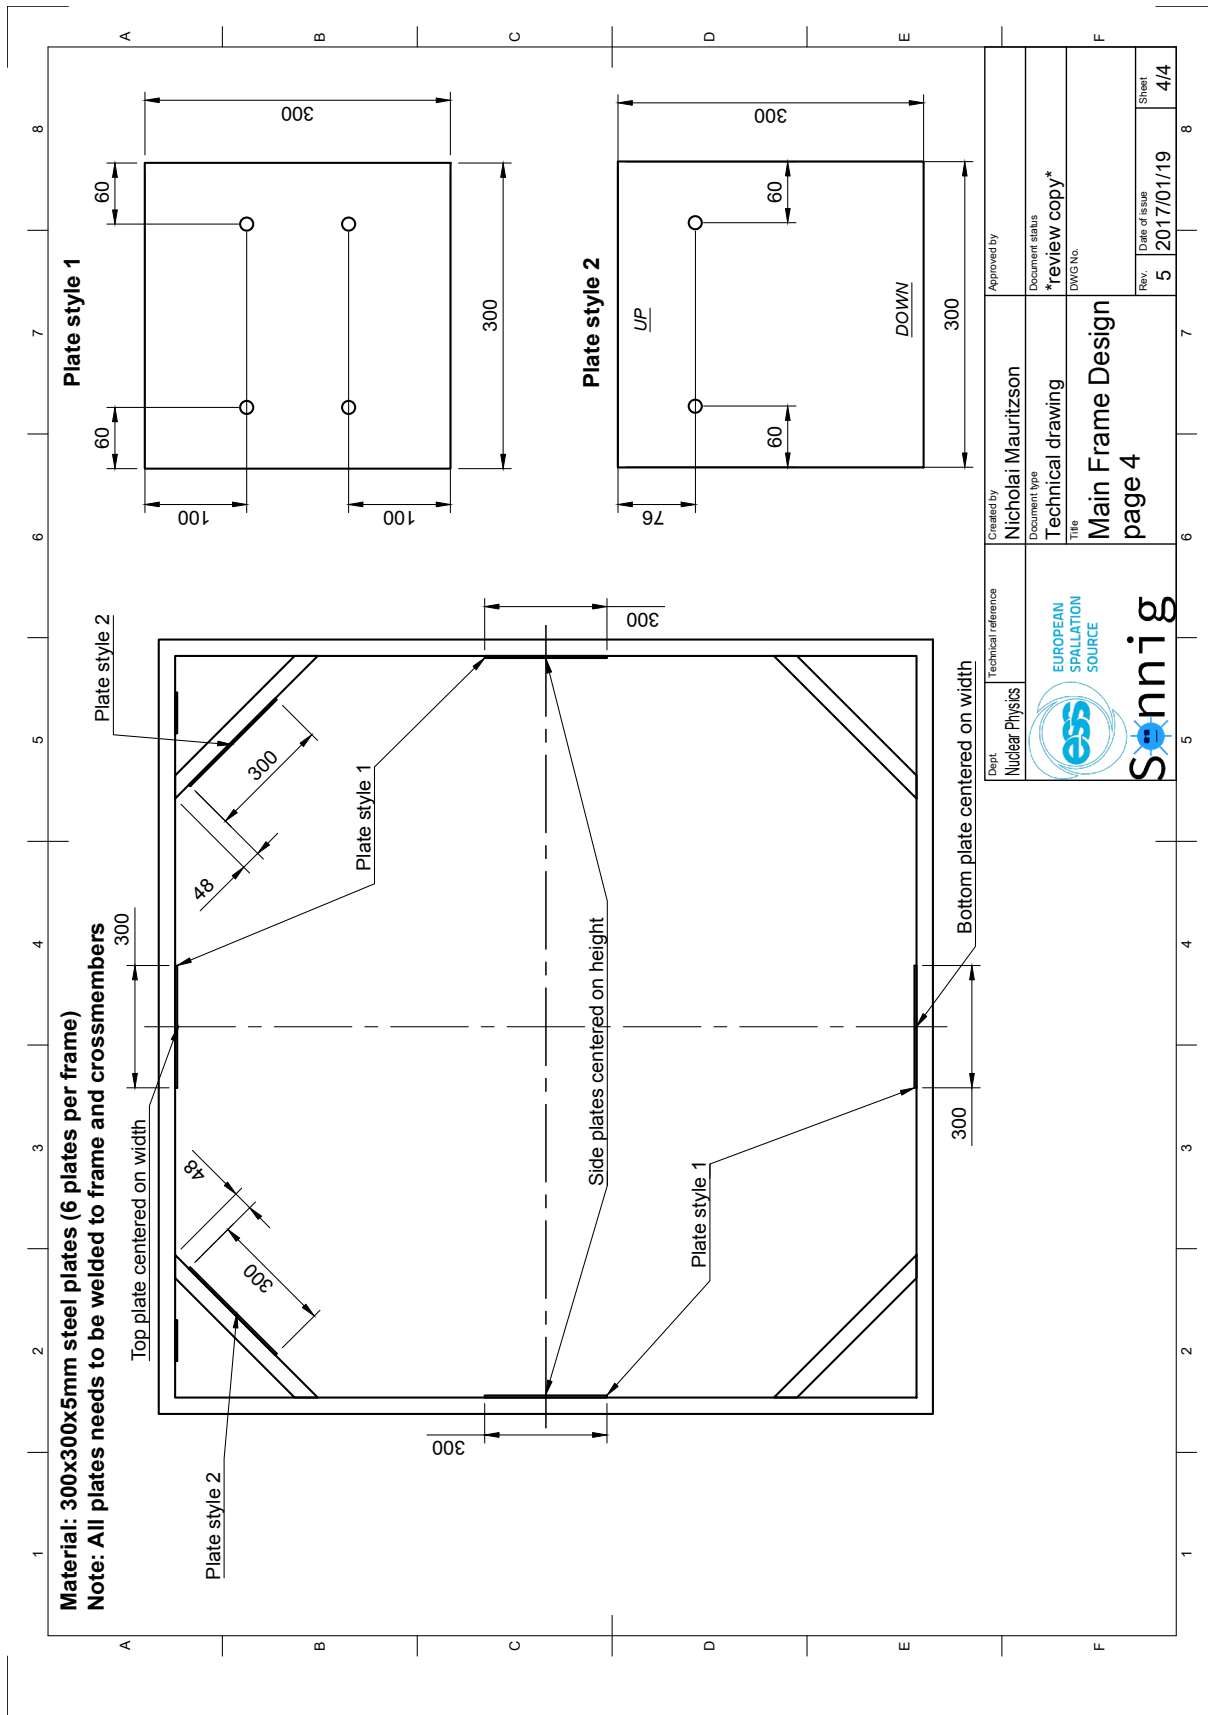 Material: 300x300x5mm steel plates (6 plates per frame)
Note: All plates needs to be welded to frame and crossmembers
Plate style 2
Top plate centered on width
300
Plate style 2
48
300
48
300
Plate style 1
300
300
Side plates centered on height
Plate style 1
300
Bottom plate centered on width
Plate style 1
60
60
100
100
300
300
Plate style 2
UP
DOWN
76
60
60
300
300
Dept.
Nuclear Physics
Technical reference
Created by
Nicholai Mauritzson
Approved by
Document type
Technical drawing
Document status
*review copy*
Title
Main Frame Design
page 4
DWG No.
Rev.
5
Date of issue
2017/01/19
Sheet
4/4
ess
EUROPEAN
SPALLATION
SOURCE
Sonnig
1
2
3
4
5
6
7
8
1
2
3
4
5
6
7
8
A
B
C
D
E
F
A
B
C
D
E
F